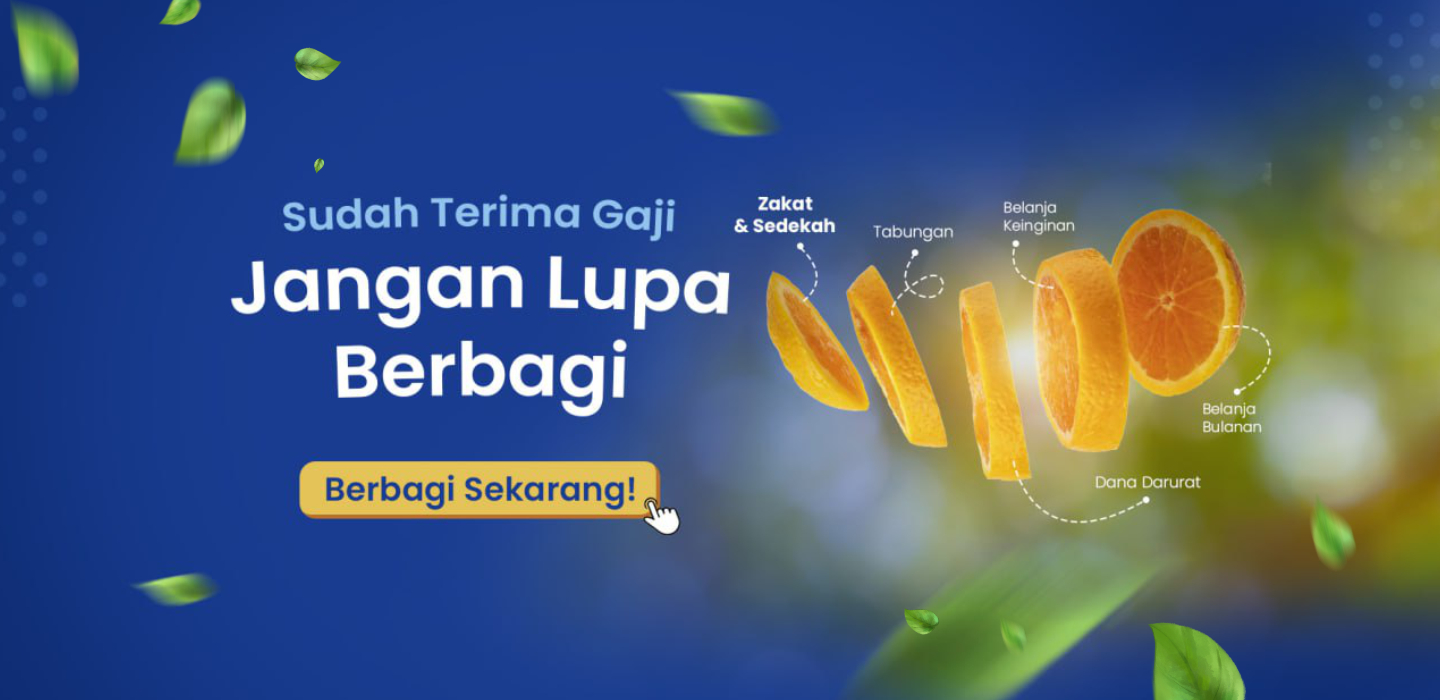 Sudah Terima Gaji
Jangan Lupa
Berbagi
Berbagi Sekarang!
Zakat
& Sedekah
Tabungan
Belanja
Keinginan
Belanja
Bulanan
Dana Darurat